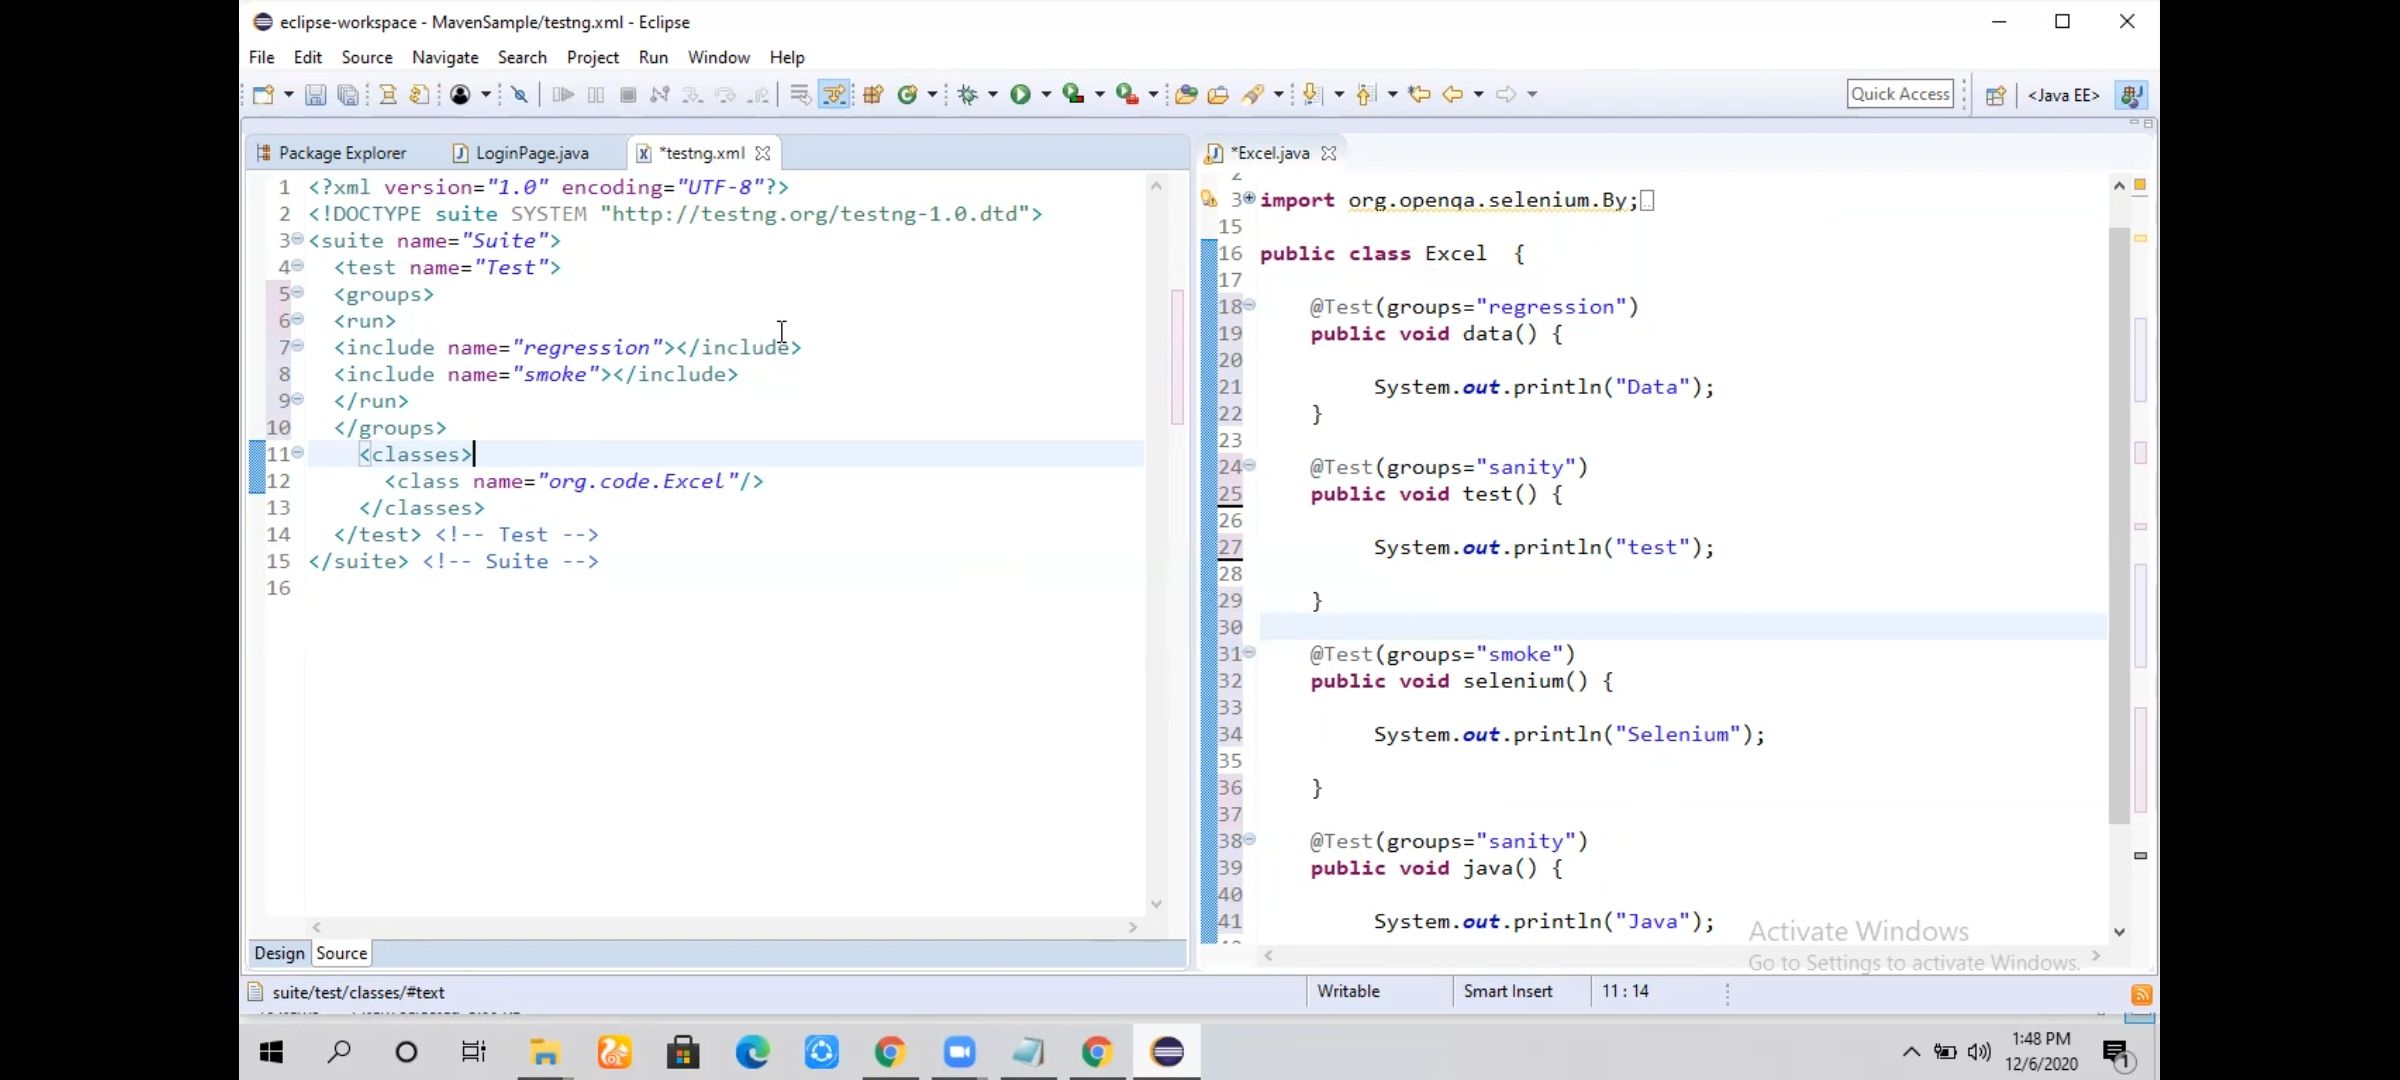 eclipse-workspace - MavenSample/testng.xml - Eclipse
File Edit Source Navigate Search Project Run Window Help
Quick Access <Java EE>
Package Explorer LoginPage.java *testng.xml
1 <?xml version="1.0" encoding="UTF-8"?>
2 <!DOCTYPE suite SYSTEM "http://testng.org/testng-1.0.dtd">
3 <suite name="Suite">
4 <test name="Test">
5 <groups>
6 <run>
7 <include name="regression"></include>
8 <include name="smoke"></include>
9 </run>
10 </groups>
11 <classes>
12 <class name="org.code.Excel"/>
13 </classes>
14 </test> <!-- Test -->
15 </suite> <!-- Suite -->
16
Design Source
*Excel.java
2
3 import org.openqa.selenium.By;
15
16 public class Excel {
17
18 @Test(groups="regression")
19 public void data() {
20
21 System.out.println("Data");
22 }
23
24 @Test(groups="sanity")
25 public void test() {
26
27 System.out.println("test");
28
29 }
30
31 @Test(groups="smoke")
32 public void selenium() {
33
34 System.out.println("Selenium");
35
36 }
37
38 @Test(groups="sanity")
39 public void java() {
40
41 System.out.println("Java");
Activate Windows
Go to Settings to activate Windows.
suite/test/classes/#text Writable Smart Insert 11 : 14
1:48 PM
12/6/2020
1